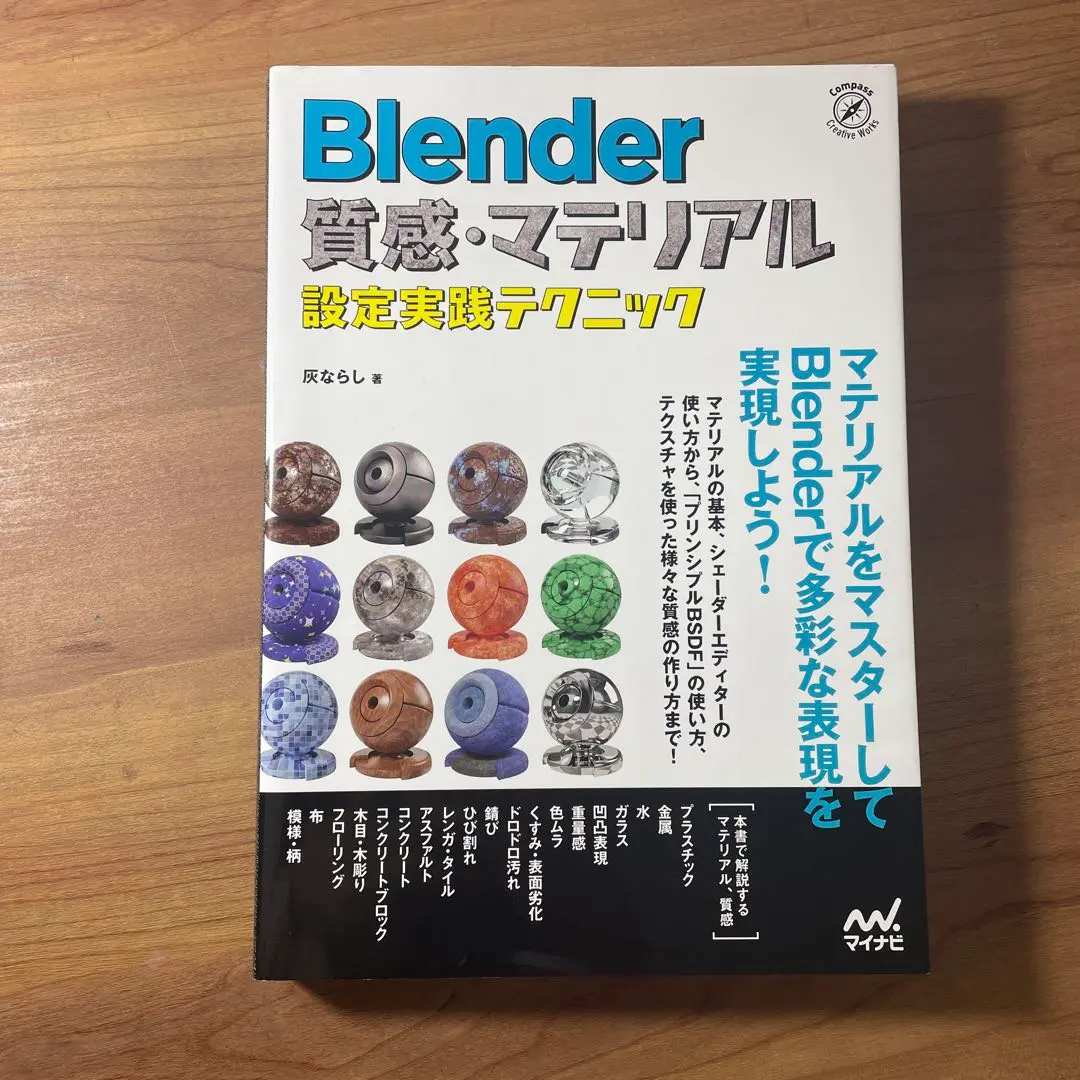 Compass
Creative Works
Blender
質感・マテリアル
設定実践テクニック
灰ならし 著
マテリアルをマスターして
Blenderで多彩な表現を
実現しよう！
マテリアルの基本、シェーダーエディターの
使い方から、「プリンシプルBSDF」の使い方、
テクスチャを使った様々な質感の作り方まで！
本書で解説する
マテリアル、質感
プラスチック
金属
水
ガラス
凹凸表現
重量感
色ムラ
くすみ・表面劣化
ドロドロ汚れ
錆び
ひび割れ
レンガ・タイル
アスファルト
コンクリート
コンクリートブロック
木目・木彫り
フローリング
布
模様・柄
マイナビ